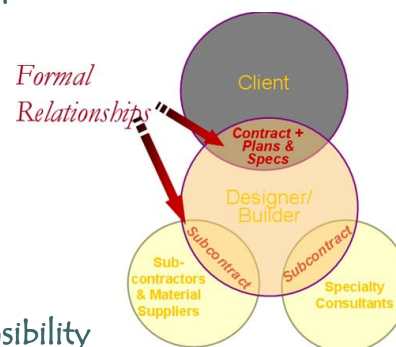 Formal
Relationships
Client
Contract +
Plans &
Specs
Designer/
Builder
Subcontract
Subcontract
Sub-
contractors
& Material
Suppliers
Specialty
Consultants